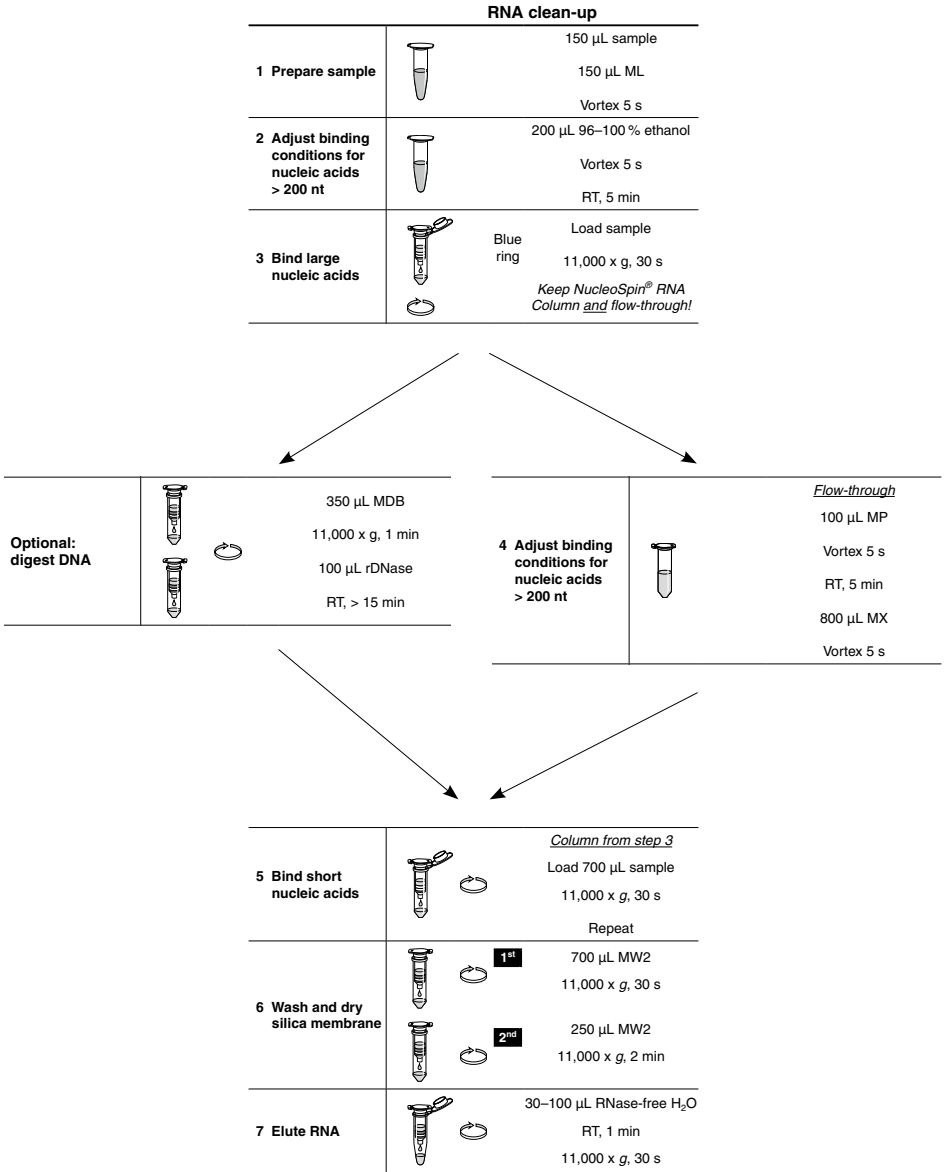 RNA clean-up
1 Prepare sample
150 µL sample
150 µL ML
Vortex 5 s
2 Adjust binding
conditions for
nucleic acids
> 200 nt
200 µL 96–100 % ethanol
Vortex 5 s
RT, 5 min
3 Bind large
nucleic acids
Blue
ring
Load sample
11,000 x g, 30 s
Keep NucleoSpin® RNA
Column and flow-through!
Optional:
digest DNA
350 µL MDB
11,000 x g, 1 min
100 µL rDNase
RT, > 15 min
4 Adjust binding
conditions for
nucleic acids
> 200 nt
Flow-through
100 µL MP
Vortex 5 s
RT, 5 min
800 µL MX
Vortex 5 s
5 Bind short
nucleic acids
Column from step 3
Load 700 µL sample
11,000 x g, 30 s
Repeat
6 Wash and dry
silica membrane
1st
700 µL MW2
11,000 x g, 30 s
2nd
250 µL MW2
11,000 x g, 2 min
7 Elute RNA
30–100 µL RNase-free H₂O
RT, 1 min
11,000 x g, 30 s